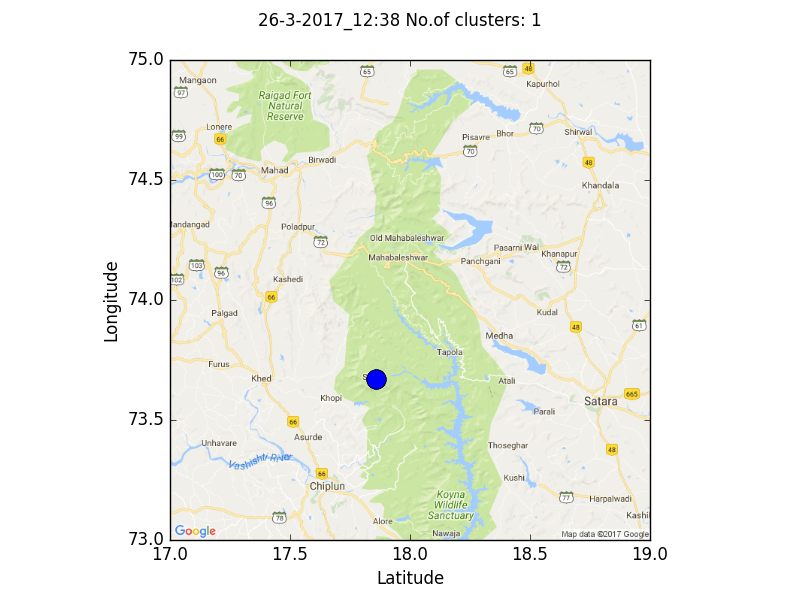 26-3-2017_12:38 No.of clusters: 1
75.0
74.5
74.0
73.5
73.0
17.0
17.5
18.0
18.5
19.0
Longitude
Latitude
Mangaon
97
65
65
48
Kapurhol
Raigad Fort
Natural
Reserve
99
Lonere
66
Pisavre
Bhor
70
Shirwal
70
48
Birwadi
Mahad
100
70
Khandala
96
Jandangad
Poladpur
72
Old Mahabaleshwar
Mahabaleshwar
Panchgani
Pasarni Wai
Khanapur
72
103
102
96
Kashedi
66
Palgad
Kudal
48
61
Medha
Tapola
Furus
Khed
Atali
Khopi
Satara
665
Parali
66
Asurde
Unhavare
Thoseghar
48
Vashishti River
66
Chiplun
Kushi
77
Harpalwadi
Koyna
Wildlife
Sanctuary
78
Alore
Kashil
Nawaja
Google
Map data ©2017 Google